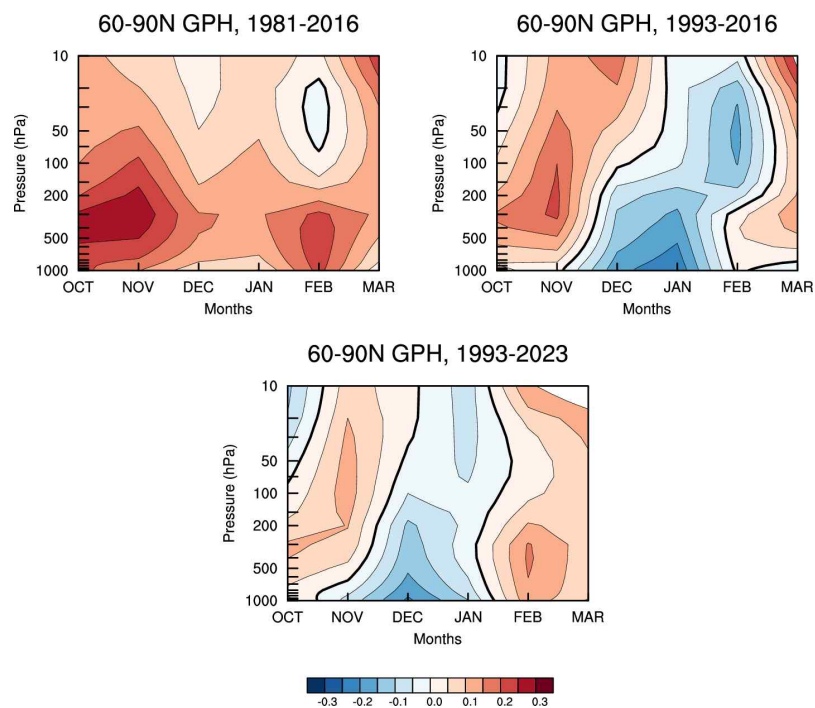 60-90N GPH, 1981-2016
10
50
100
200
500
1000
Pressure (hPa)
OCT NOV DEC JAN FEB MAR
Months
60-90N GPH, 1993-2016
10
50
100
200
500
1000
Pressure (hPa)
OCT NOV DEC JAN FEB MAR
Months
60-90N GPH, 1993-2023
10
50
100
200
500
1000
Pressure (hPa)
OCT NOV DEC JAN FEB MAR
Months
-0.3 -0.2 -0.1 0.0 0.1 0.2 0.3